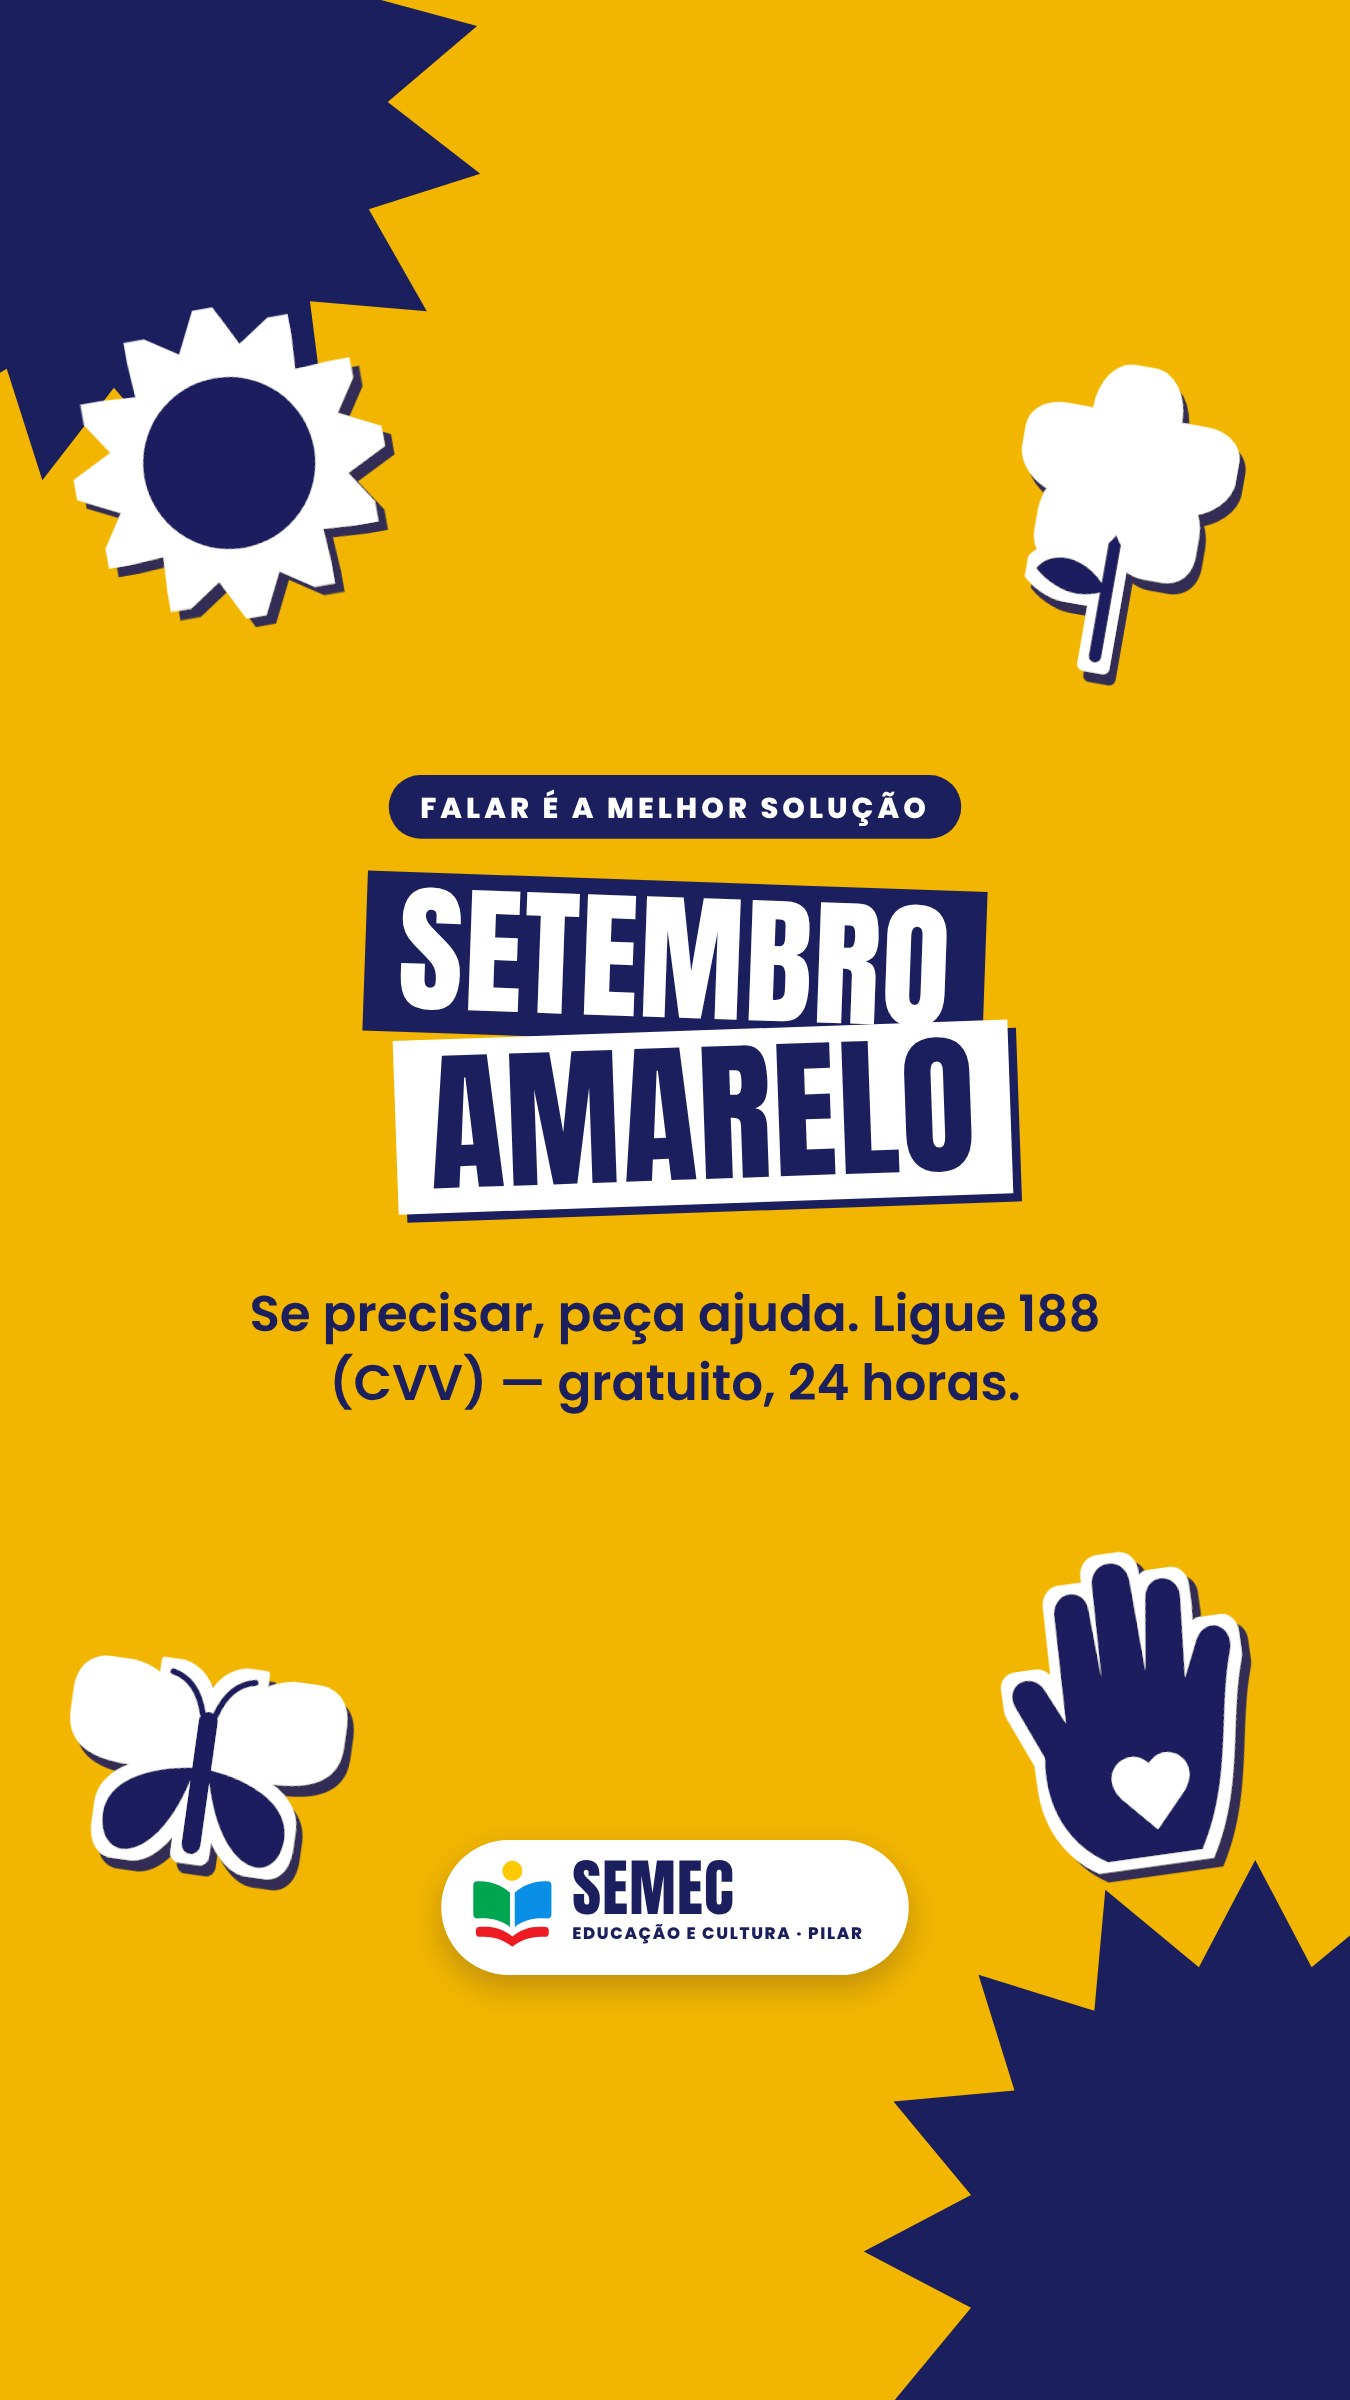 FALAR É A MELHOR SOLUÇÃO
SETEMBRO
AMARELO
Se precisar, peça ajuda. Ligue 188
(CVV) — gratuito, 24 horas.
SEMEC
EDUCAÇÃO E CULTURA · PILAR